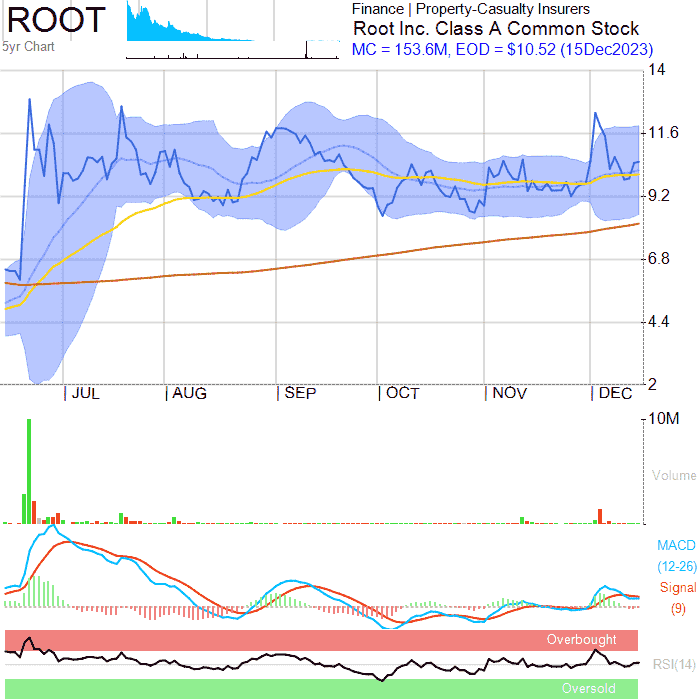 ROOT
5yr Chart
Finance | Property-Casualty Insurers
Root Inc. Class A Common Stock
MC = 153.6M, EOD = $10.52 (15Dec2023)
14
11.6
9.2
6.8
4.4
2
JUL AUG SEP OCT NOV DEC
10M
Volume
MACD
(12-26)
Signal
(9)
Overbought
RSI(14)
Oversold